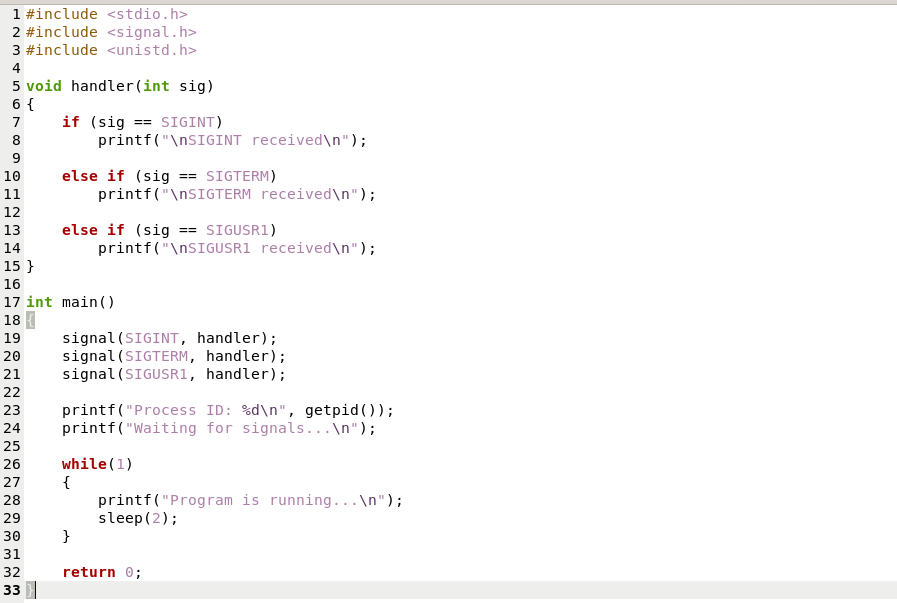 1 #include <stdio.h>
2 #include <signal.h>
3 #include <unistd.h>
4
5 void handler(int sig)
6 {
7     if (sig == SIGINT)
8         printf("\nSIGINT received\n");
9
10     else if (sig == SIGTERM)
11         printf("\nSIGTERM received\n");
12
13     else if (sig == SIGUSR1)
14         printf("\nSIGUSR1 received\n");
15 }
16
17 int main()
18 {
19     signal(SIGINT, handler);
20     signal(SIGTERM, handler);
21     signal(SIGUSR1, handler);
22
23     printf("Process ID: %d\n", getpid());
24     printf("Waiting for signals...\n");
25
26     while(1)
27     {
28         printf("Program is running...\n");
29         sleep(2);
30     }
31
32     return 0;
33 }